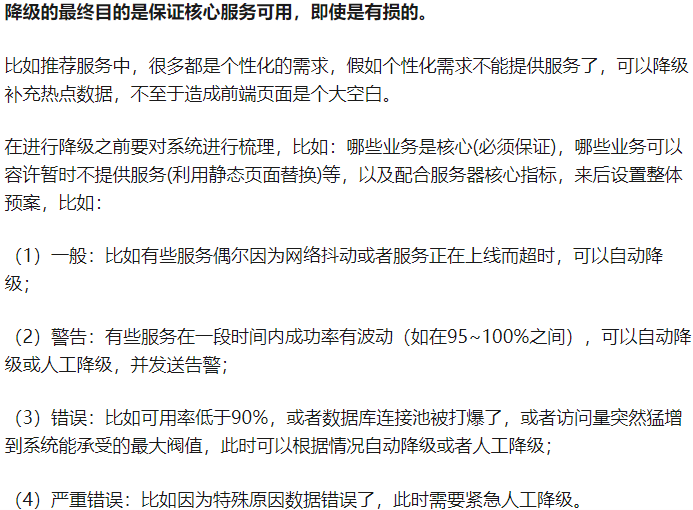 降级的最终目的是保证核心服务可用，即使是有损的。
比如推荐服务中，很多都是个性化的需求，假如个性化需求不能提供服务了，可以降级
补充热点数据，不至于造成前端页面是个大空白。
在进行降级之前要对系统进行梳理，比如：哪些业务是核心(必须保证)，哪些业务可以
容许暂时不提供服务(利用静态页面替换)等，以及配合服务器核心指标，来后设置整体
预案，比如：
（1）一般：比如有些服务偶尔因为网络抖动或者服务正在上线而超时，可以自动降
级；
（2）警告：有些服务在一段时间内成功率有波动（如在95~100%之间），可以自动降
级或人工降级，并发送告警；
（3）错误：比如可用率低于90%，或者数据库连接池被打爆了，或者访问量突然猛增
到系统能承受的最大阀值，此时可以根据情况自动降级或者人工降级；
（4）严重错误：比如因为特殊原因数据错误了，此时需要紧急人工降级。